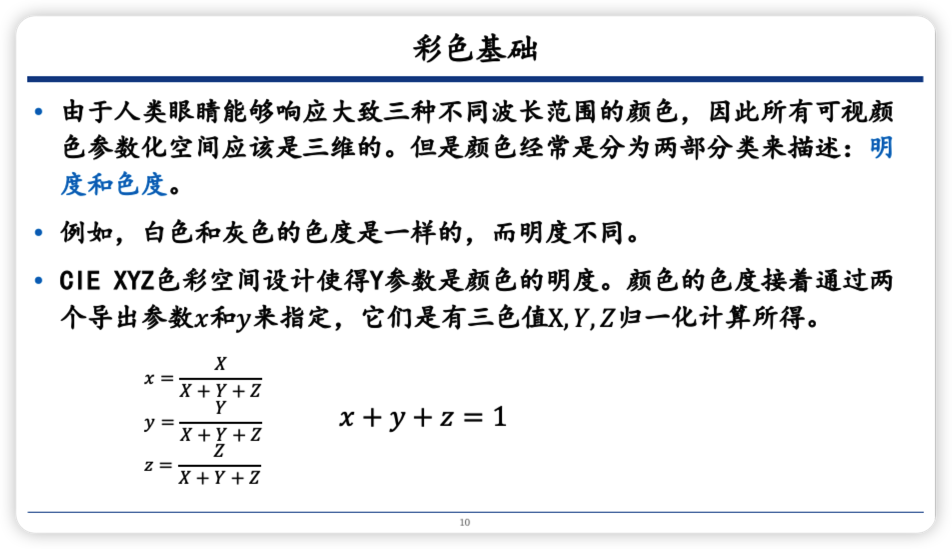 彩色基础
• 由于人类眼睛能够响应大致三种不同波长范围的颜色，因此所有可视颜
色参数化空间应该是三维的。但是颜色经常是分为两部分类来描述：明
度和色度。
• 例如，白色和灰色的色度是一样的，而明度不同。
• CIE XYZ色彩空间设计使得Y参数是颜色的明度。颜色的色度接着通过两
个导出参数x和y来指定，它们是有三色值X,Y,Z归一化计算所得。
x = X / (X + Y + Z)
y = Y / (X + Y + Z)
z = Z / (X + Y + Z)
x + y + z = 1
10